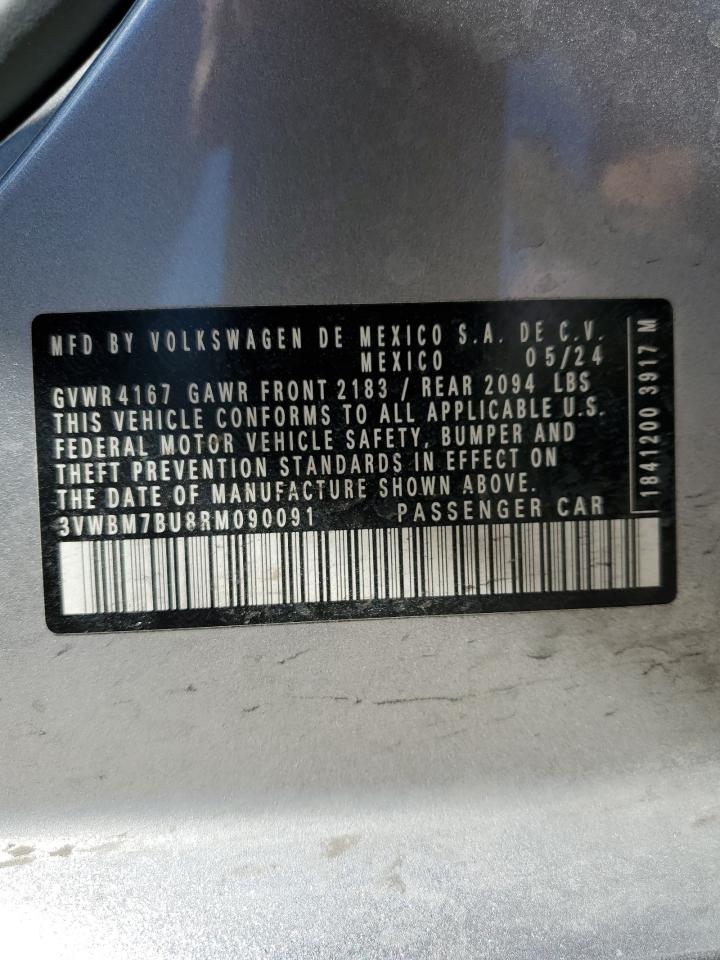 MFD BY VOLKSWAGEN DE MEXICO S.A. DE C.V.
MEXICO 05/24
GVWR 4167 GAWR FRONT 2183 / REAR 2094 LBS
THIS VEHICLE CONFORMS TO ALL APPLICABLE U.S.
FEDERAL MOTOR VEHICLE SAFETY, BUMPER AND
THEFT PREVENTION STANDARDS IN EFFECT ON
THE DATE OF MANUFACTURE SHOWN ABOVE.
3VWBM7BU8RM090091 PASSENGER CAR
1841200 3917 M